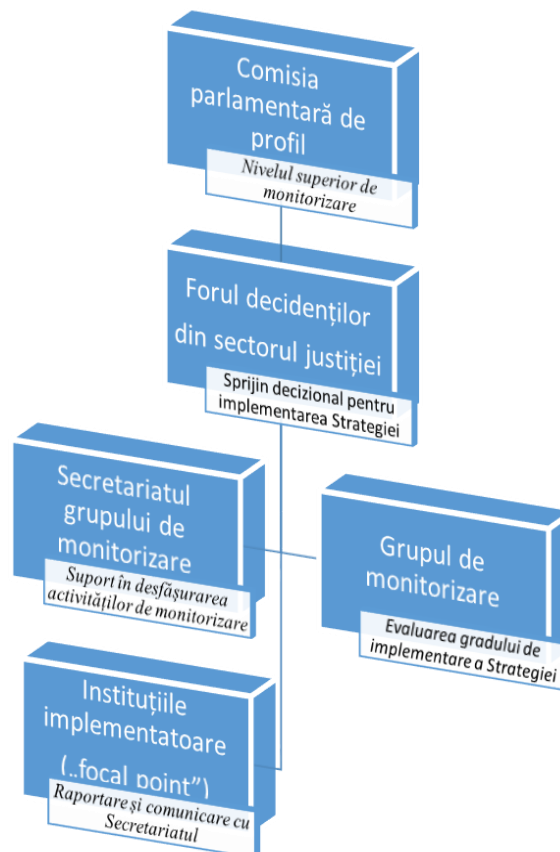 Comisia
parlamentară de
profil
Nivelul superior de
monitorizare
Forul decidenților
din sectorul justiției
Sprijin decizional pentru
implementarea Strategiei
Secretariatul
grupului de
monitorizare
Suport în desfășurarea
activităților de monitorizare
Grupul de
monitorizare
Evaluarea gradului de
implementare a Strategiei
Instituțiile
implementatoare
(„focal point”)
Raportare și comunicare cu
Secretariatul